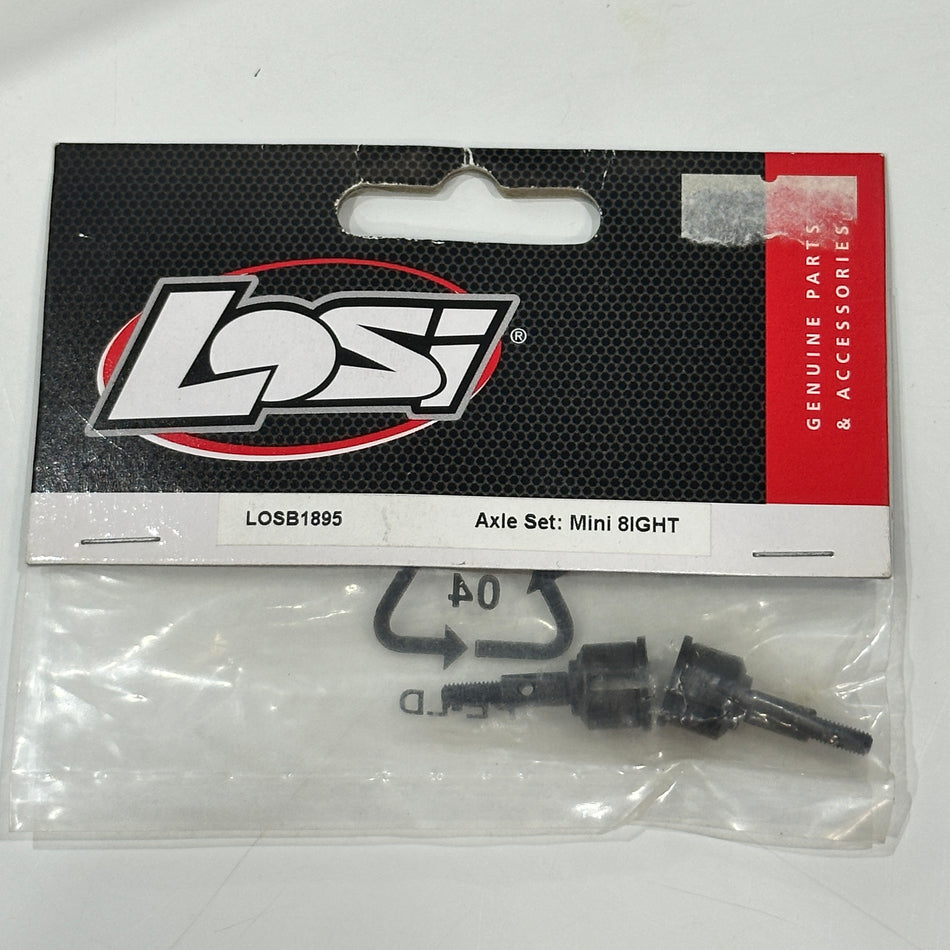 LOSi®
GENUINE PARTS
& ACCESSORIES
LOSB1895 Axle Set: Mini 8IGHT
04